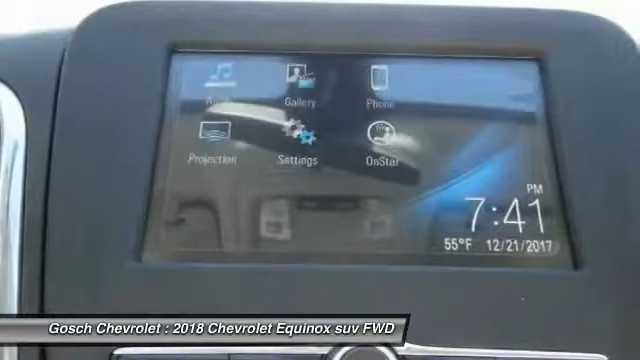 Audio Gallery Phone
Projection Settings OnStar
PM
7:41
55°F 12/21/2017
Gosch Chevrolet : 2018 Chevrolet Equinox suv FWD